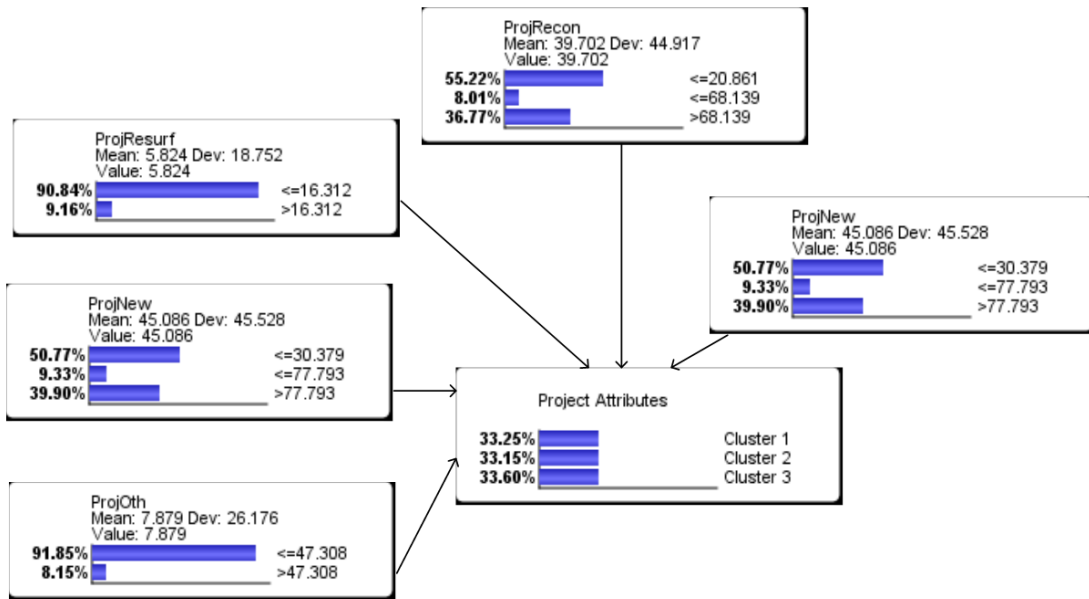 ProjRecon
Mean: 39.702 Dev: 44.917
Value: 39.702
55.22% <=20.861
8.01% <=68.139
36.77% >68.139
ProjResurf
Mean: 5.824 Dev: 18.752
Value: 5.824
90.84% <=16.312
9.16% >16.312
ProjNew
Mean: 45.086 Dev: 45.528
Value: 45.086
50.77% <=30.379
9.33% <=77.793
39.90% >77.793
ProjNew
Mean: 45.086 Dev: 45.528
Value: 45.086
50.77% <=30.379
9.33% <=77.793
39.90% >77.793
Project Attributes
33.25% Cluster 1
33.15% Cluster 2
33.60% Cluster 3
ProjOth
Mean: 7.879 Dev: 26.176
Value: 7.879
91.85% <=47.308
8.15% >47.308